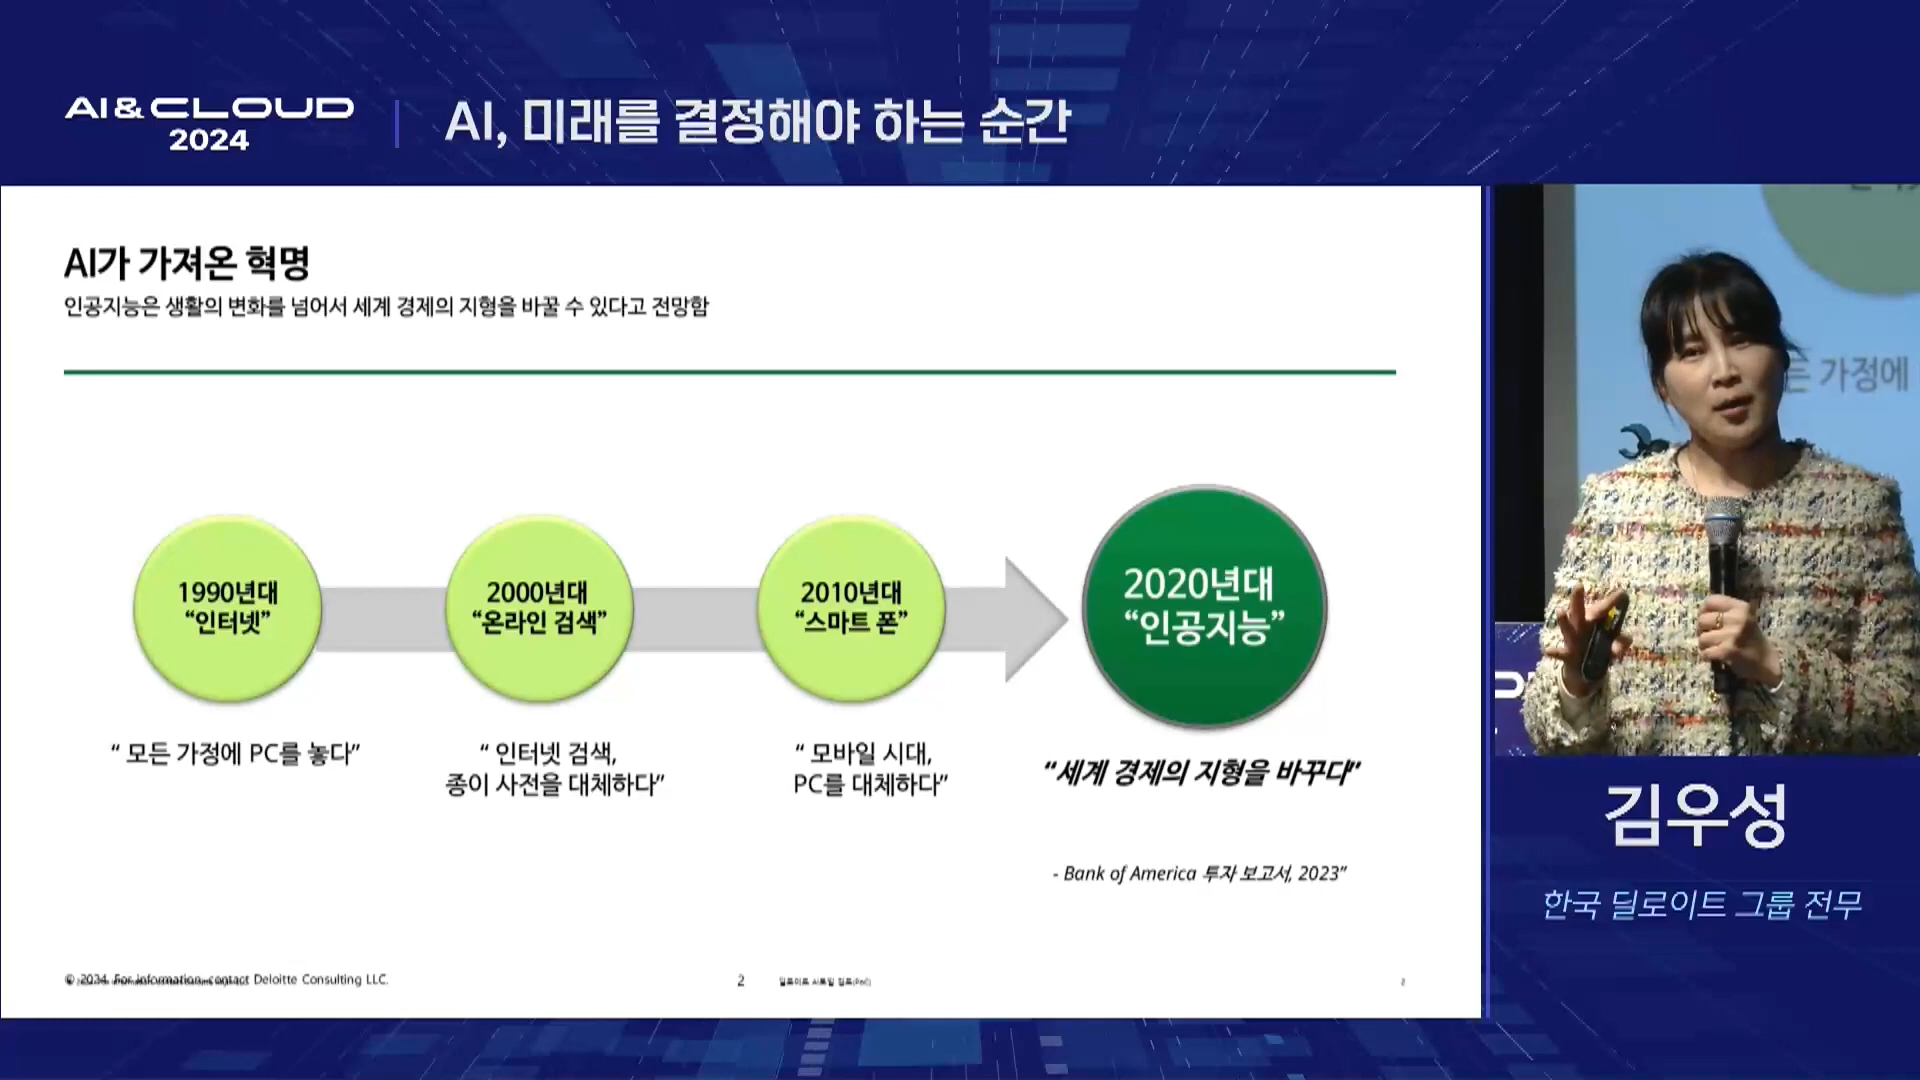 AI & CLOUD
2024
AI, 미래를 결정해야 하는 순간
AI가 가져온 혁명
인공지능은 생활의 변화를 넘어서 세계 경제의 지형을 바꿀 수 있다고 전망함
1990년대
“인터넷”
2000년대
“온라인 검색”
2010년대
“스마트 폰”
2020년대
“인공지능”
“ 모든 가정에 PC를 놓다”
“ 인터넷 검색,
종이 사전을 대체하다”
“ 모바일 시대,
PC를 대체하다”
“세계 경제의 지형을 바꾸다”
- Bank of America 투자 보고서, 2023”
© 2024. For information, contact Deloitte Consulting LLC.
2
2
가정에
김우성
한국 딜로이트 그룹 전무